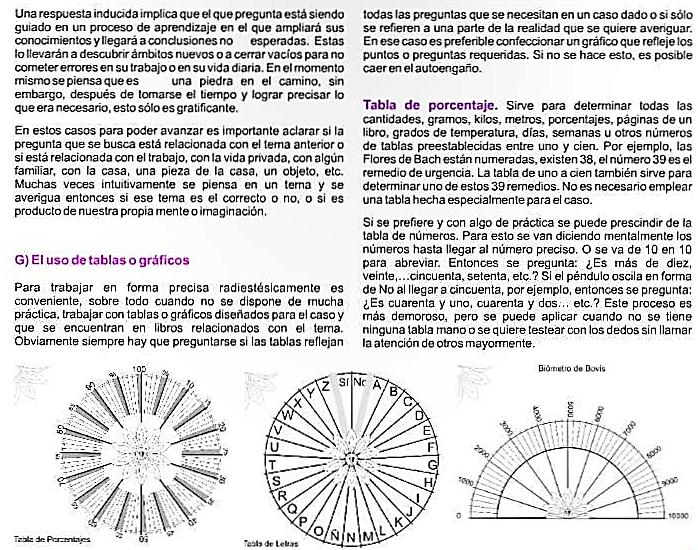 Una respuesta inducida implica que el que pregunta está siendo
guiado en un proceso de aprendizaje en el que ampliará sus
conocimientos y llegará a conclusiones no esperadas. Estas
lo llevarán a descubrir ámbitos nuevos o a cerrar vacíos para no
cometer errores en su trabajo o en su vida diaria. En el momento
mismo se piensa que es una piedra en el camino, sin
embargo, después de tomarse el tiempo y lograr precisar lo
que era necesario, esto sólo es gratificante.
En estos casos para poder avanzar es importante aclarar si la
pregunta que se busca está relacionada con el tema anterior o
si está relacionada con el trabajo, con la vida privada, con algún
familiar, con la casa, una pieza de la casa, un objeto, etc.
Muchas veces intuitivamente se piensa en un tema y se
averigua entonces si ese tema es el correcto o no, o si es
producto de nuestra propia mente o imaginación.
G) El uso de tablas o gráficos
Para trabajar en forma precisa radiestésicamente es
conveniente, sobre todo cuando no se dispone de mucha
práctica, trabajar con tablas o gráficos diseñados para el caso y
que se encuentran en libros relacionados con el tema.
Obviamente siempre hay que preguntarse si las tablas reflejan
todas las preguntas que se necesitan en un caso dado o si sólo
se refieren a una parte de la realidad que se quiere averiguar.
En ese caso es preferible confeccionar un gráfico que refleje los
puntos o preguntas requeridas. Si no se hace esto, es posible
caer en el autoengaño.
Tabla de porcentaje. Sirve para determinar todas las
cantidades, gramos, kilos, metros, porcentajes, páginas de un
libro, grados de temperatura, días, semanas u otros números
de tablas preestablecidas entre uno y cien. Por ejemplo, las
Flores de Bach están numeradas, existen 38, el número 39 es el
remedio de urgencia. La tabla de uno a cien también sirve para
determinar uno de estos 39 remedios. No es necesario emplear
una tabla hecha especialmente para el caso.
Si se prefiere y con algo de práctica se puede prescindir de la
tabla de números. Para esto se van diciendo mentalmente los
números hasta llegar al número preciso. O se va de 10 en 10
para abreviar. Entonces se pregunta: ¿Es más de diez,
veinte,...cincuenta, setenta, etc.? Si el péndulo oscila en forma
de No al llegar a cincuenta, por ejemplo, entonces se pregunta:
¿Es cuarenta y uno, cuarenta y dos... etc.? Este proceso es
más demoroso, pero se puede aplicar cuando no se tiene
ninguna tabla mano o se quiere testear con los dedos sin llamar
la atención de otros mayormente.
100
50
Tabla de Porcentajes
Sí No A B C D E F G H I J K L M N Ñ O P Q R S T U V W X Y Z
Tabla de Letras
Biómetro de Bovis
0 1000 2000 3000 4000 5000 6000 7000 8000 9000 10000